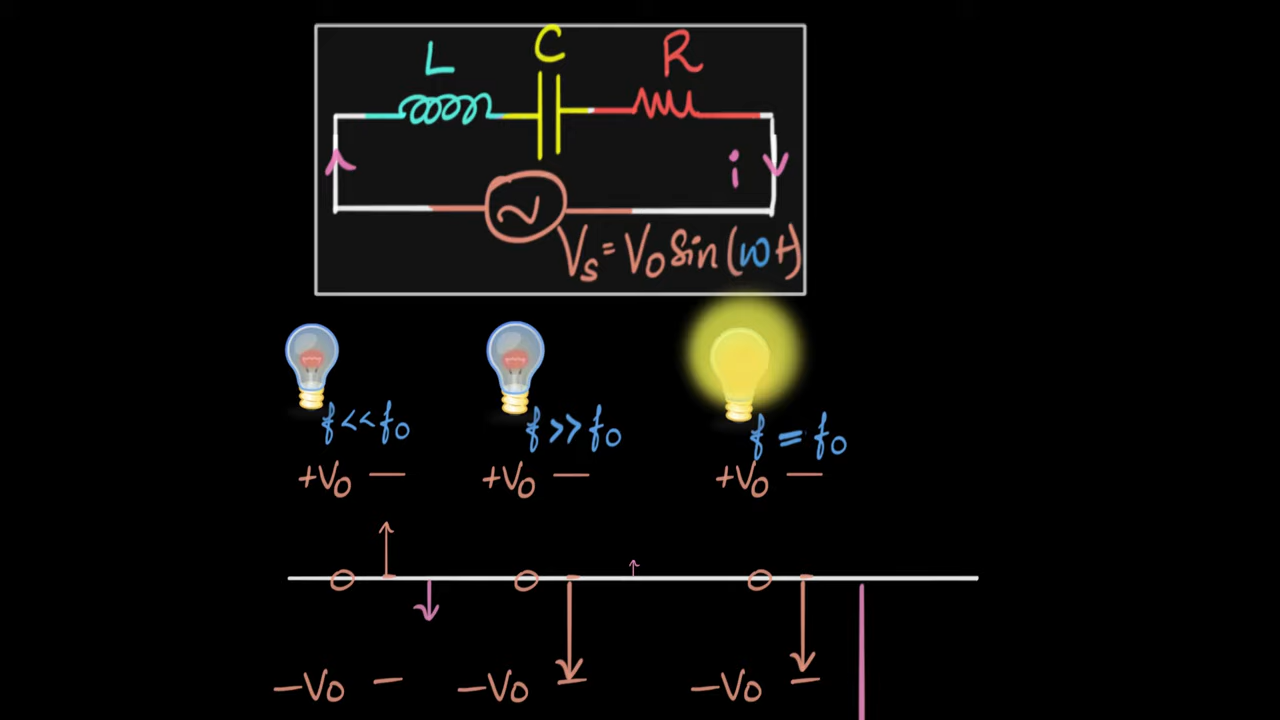 L C R
i
Vs = V0 Sin (ωt)
f << f0 f >> f0 f = f0
+V0 +V0 +V0
-V0 -V0 -V0